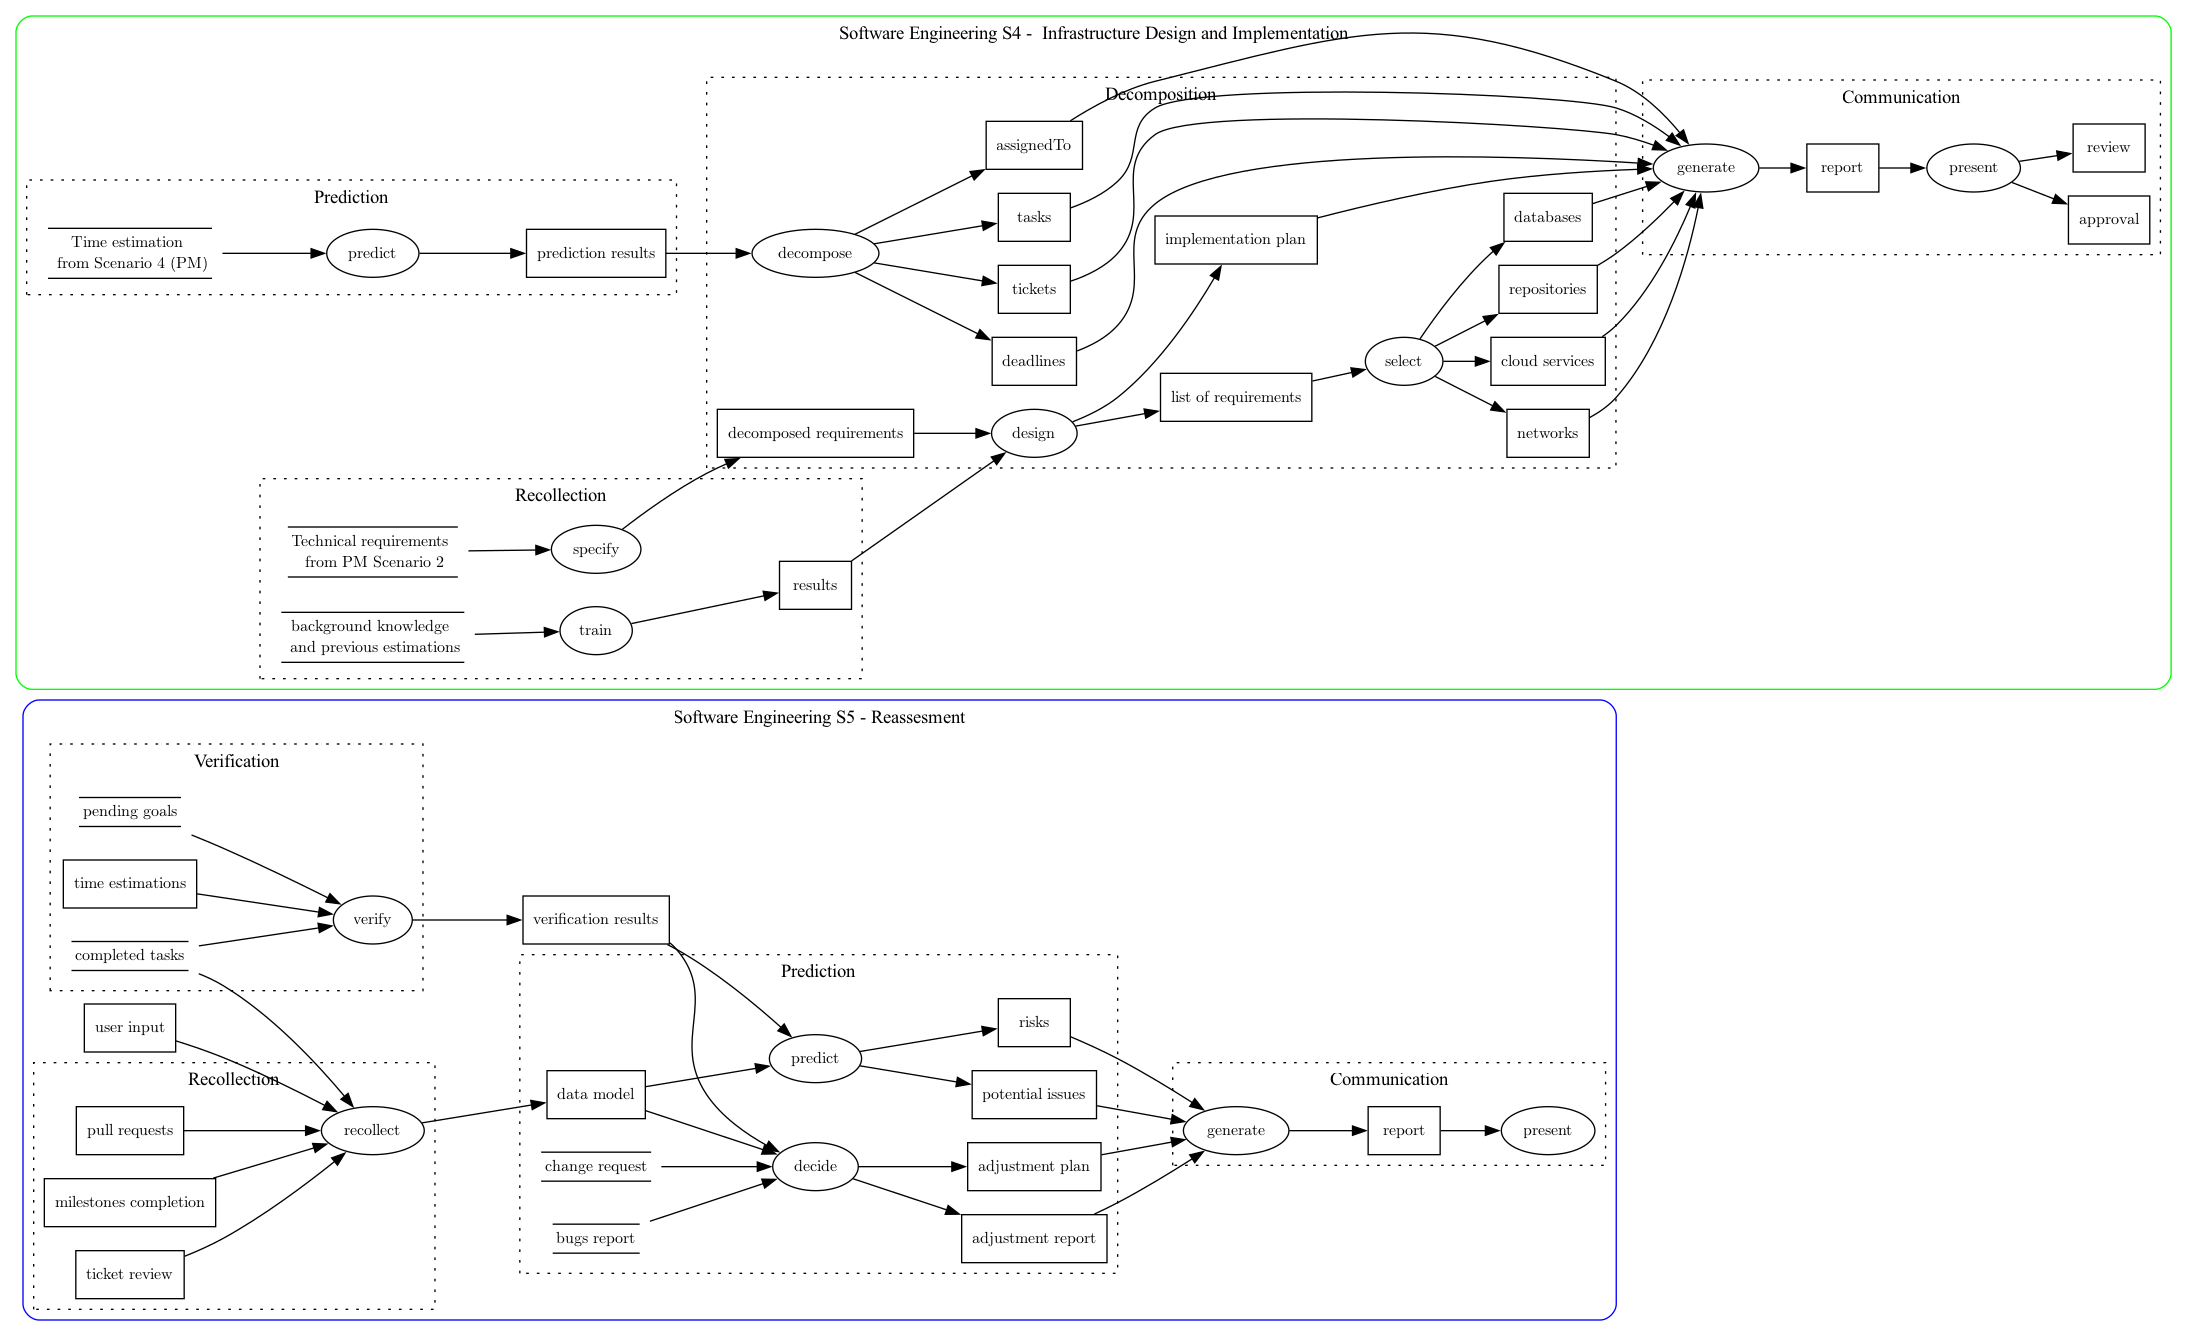 Software Engineering S4 -  Infrastructure Design and Implementation
Decomposition
Communication
assignedTo
review
generate
report
present
Prediction
tasks
databases
approval
Time estimation
from Scenario 4 (PM)
predict
prediction results
decompose
implementation plan
tickets
repositories
deadlines
select
cloud services
list of requirements
decomposed requirements
design
networks
Recollection
Technical requirements
from PM Scenario 2
specify
results
background knowledge
and previous estimations
train
Software Engineering S5 - Reassesment
Verification
pending goals
time estimations
verify
verification results
completed tasks
Prediction
user input
risks
predict
Recollection
Communication
data model
potential issues
pull requests
recollect
generate
report
present
change request
decide
adjustment plan
milestones completion
bugs report
adjustment report
ticket review